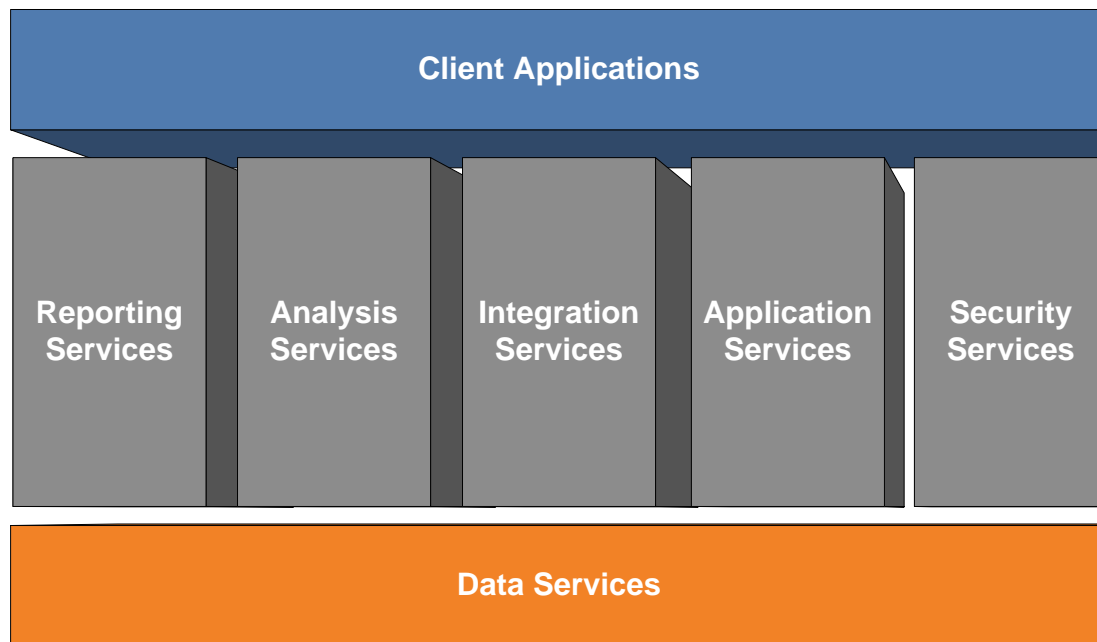 Client Applications
Reporting
Services
Analysis
Services
Integration
Services
Application
Services
Security
Services
Data Services